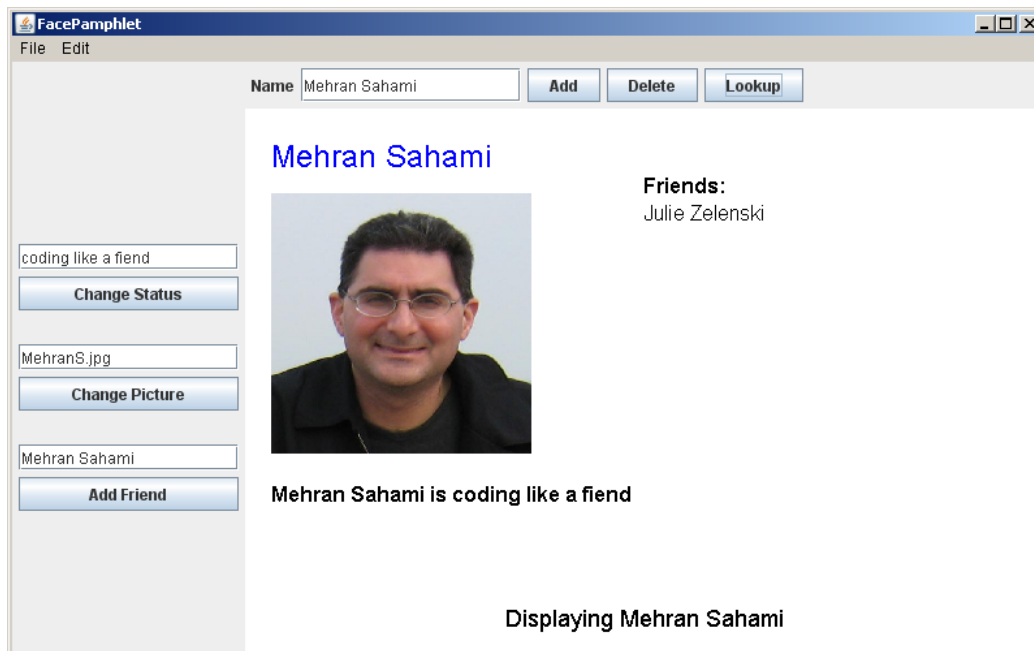 FacePamphlet
File Edit
Name Mehran Sahami Add Delete Lookup
Mehran Sahami
Friends:
Julie Zelenski
coding like a fiend
Change Status
MehranS.jpg
Change Picture
Mehran Sahami
Add Friend
Mehran Sahami is coding like a fiend
Displaying Mehran Sahami